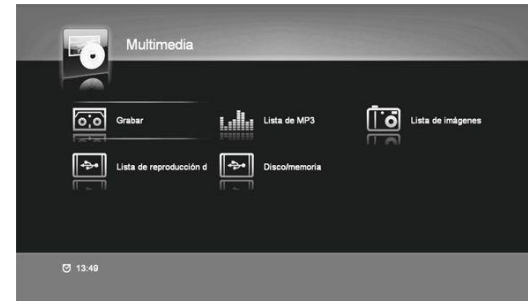 Multimedia
Grabar
Lista de MP3
Lista de imágenes
Lista de reproducción d
Disco/memoria
13:49